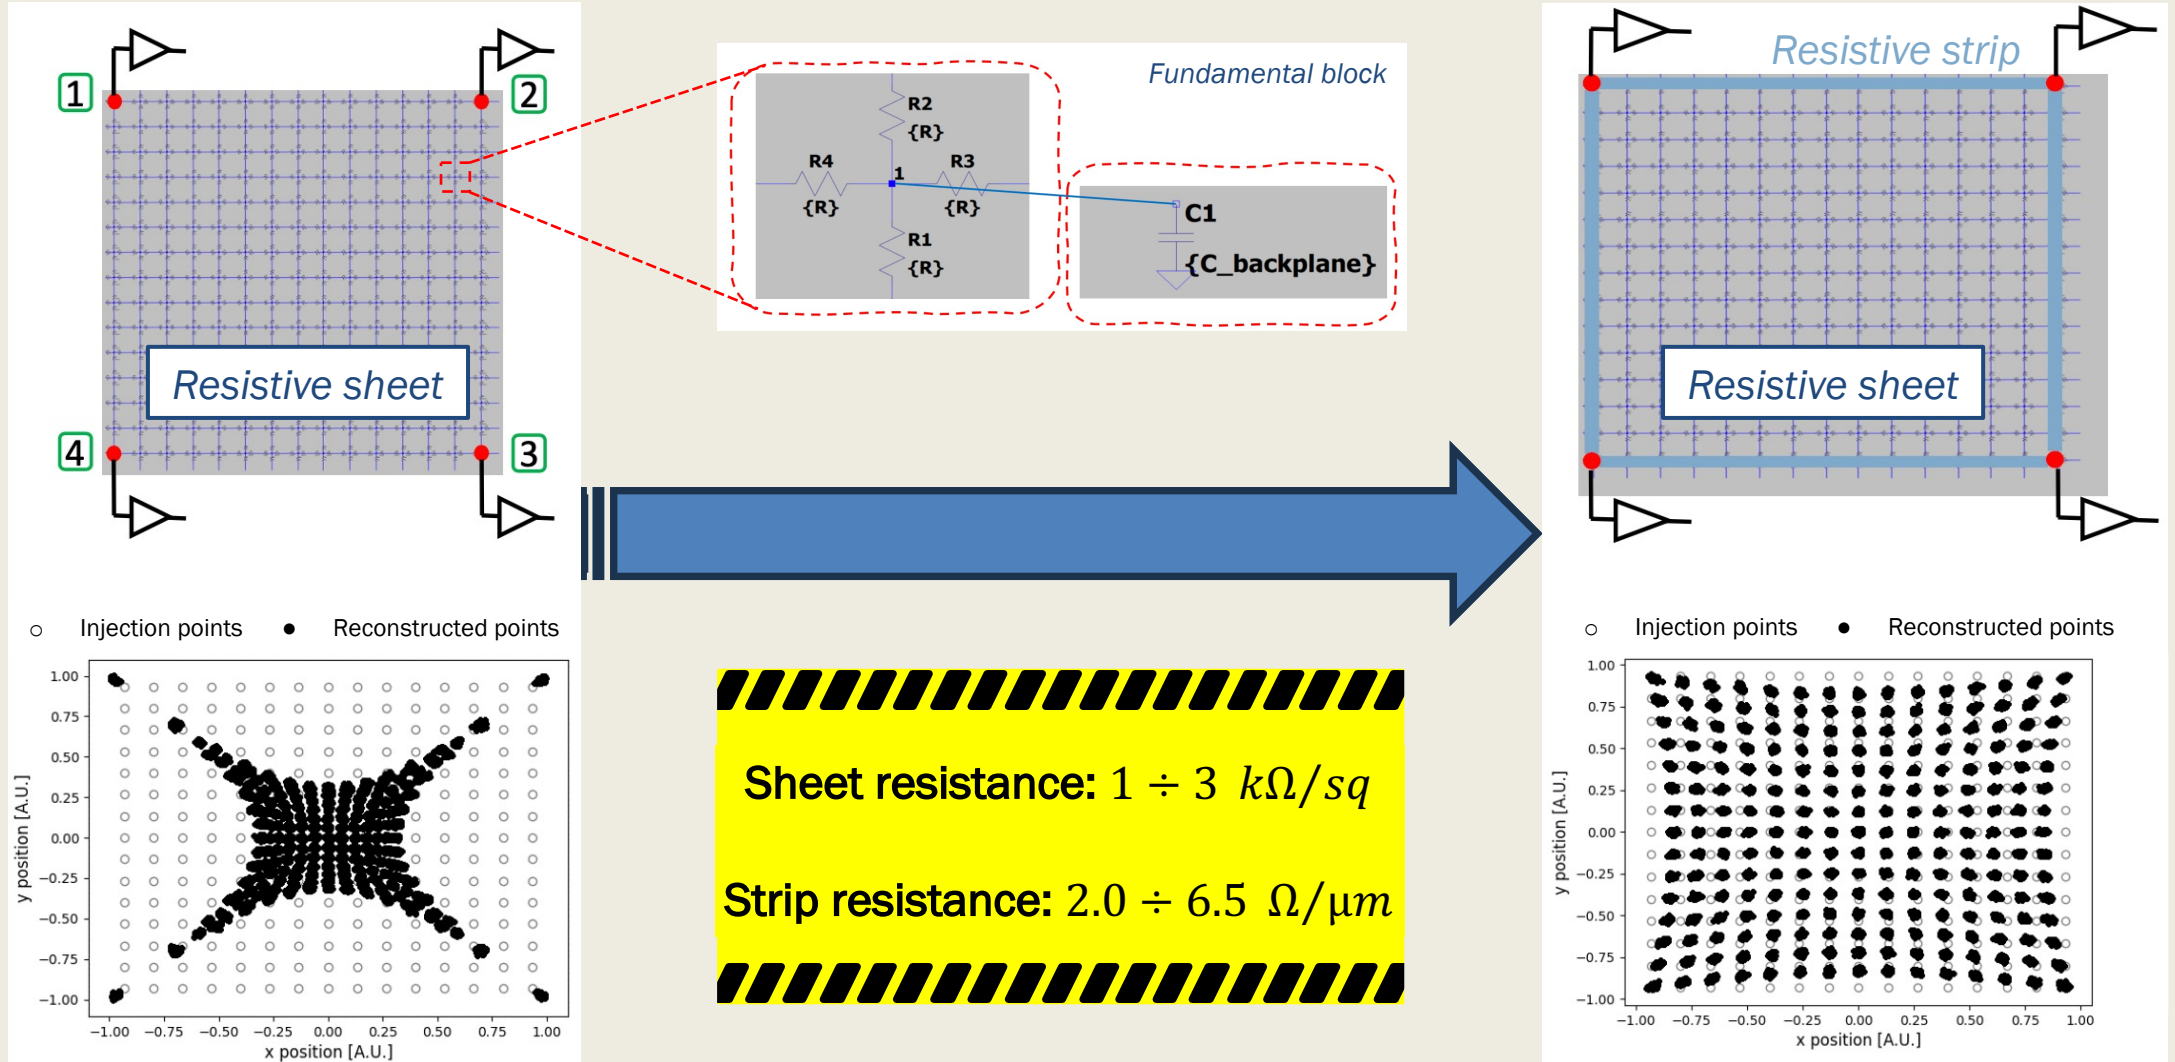 1
2
4
3
Resistive sheet
Fundamental block
R2
{R}
R4
{R}
1
R3
{R}
R1
{R}
C1
{C_backplane}
Resistive strip
Resistive sheet
○ Injection points ● Reconstructed points
1.00
0.75
0.50
0.25
0.00
−0.25
−0.50
−0.75
−1.00
y position [A.U.]
−1.00 −0.75 −0.50 −0.25 0.00 0.25 0.50 0.75 1.00
x position [A.U.]
Sheet resistance: 1 ÷ 3 kΩ/sq
Strip resistance: 2.0 ÷ 6.5 Ω/μm
○ Injection points ● Reconstructed points
1.00
0.75
0.50
0.25
0.00
−0.25
−0.50
−0.75
−1.00
y position [A.U.]
−1.00 −0.75 −0.50 −0.25 0.00 0.25 0.50 0.75 1.00
x position [A.U.]